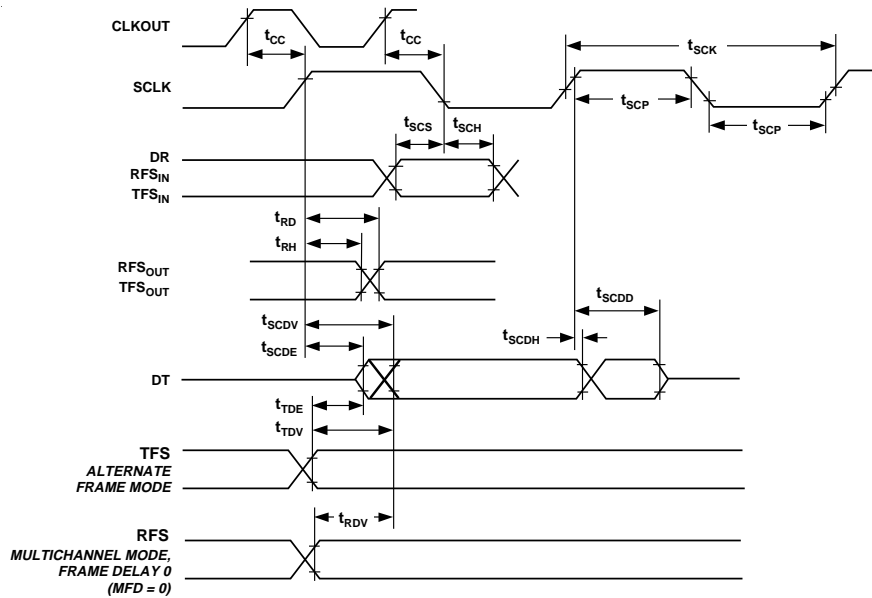 CLKOUT
tCC
tCC
tSCK
SCLK
tSCP
tSCP
tSCS
tSCH
DR
RFSIN
TFSIN
tRD
tRH
RFSOUT
TFSOUT
tSCDD
tSCDV
tSCDH
tSCDE
DT
tTDE
tTDV
TFS
ALTERNATE
FRAME MODE
tRDV
RFS
MULTICHANNEL MODE,
FRAME DELAY 0
(MFD = 0)